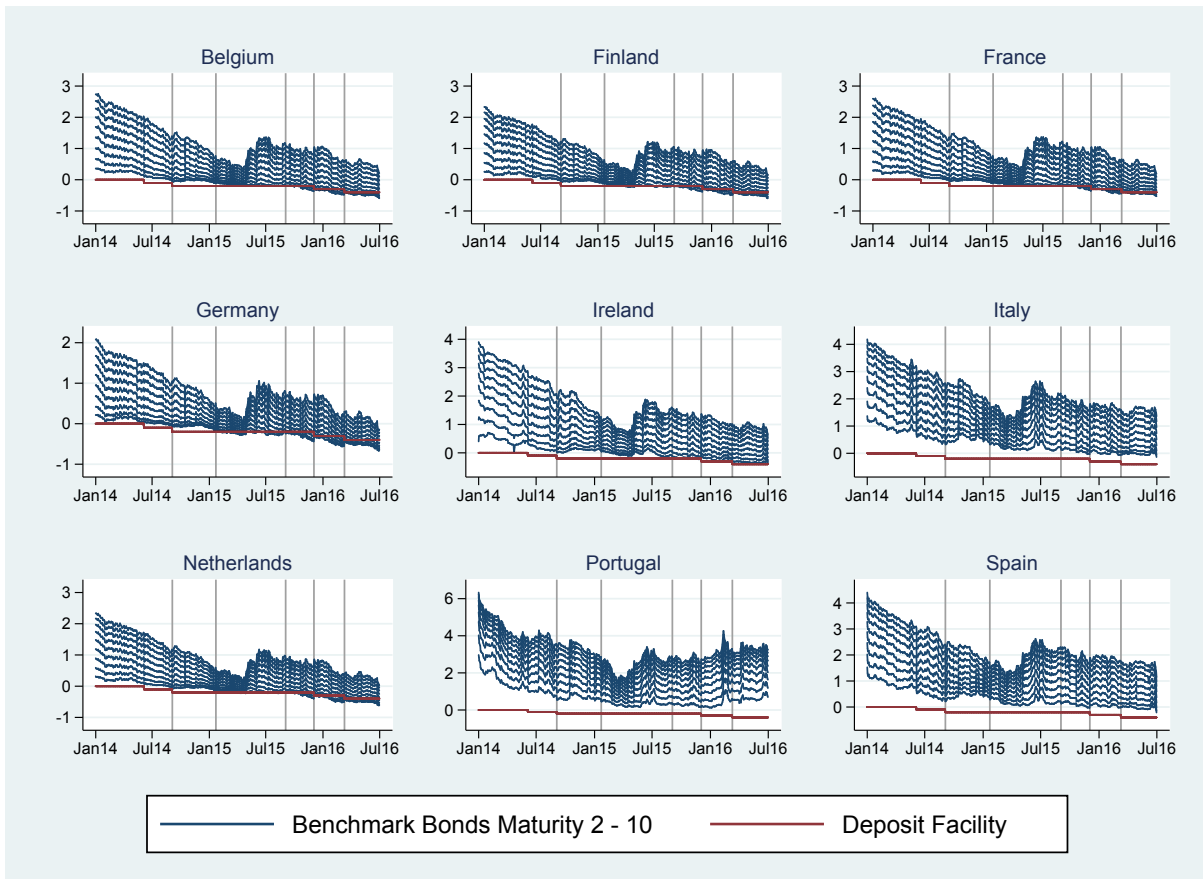 Belgium Finland France
3 3 3
2 2 2
1 1 1
0 0 0
-1 -1 -1
Jan14 Jul14 Jan15 Jul15 Jan16 Jul16 Jan14 Jul14 Jan15 Jul15 Jan16 Jul16 Jan14 Jul14 Jan15 Jul15 Jan16 Jul16
Germany Ireland Italy
2 4 4
1 3 3
0 2 2
-1 1 1
0 0
Jan14 Jul14 Jan15 Jul15 Jan16 Jul16 Jan14 Jul14 Jan15 Jul15 Jan16 Jul16 Jan14 Jul14 Jan15 Jul15 Jan16 Jul16
Netherlands Portugal Spain
3 6 4
2 4 3
1 2 2
0 0 1
-1 0
Jan14 Jul14 Jan15 Jul15 Jan16 Jul16 Jan14 Jul14 Jan15 Jul15 Jan16 Jul16 Jan14 Jul14 Jan15 Jul15 Jan16 Jul16
Benchmark Bonds Maturity 2 - 10 Deposit Facility